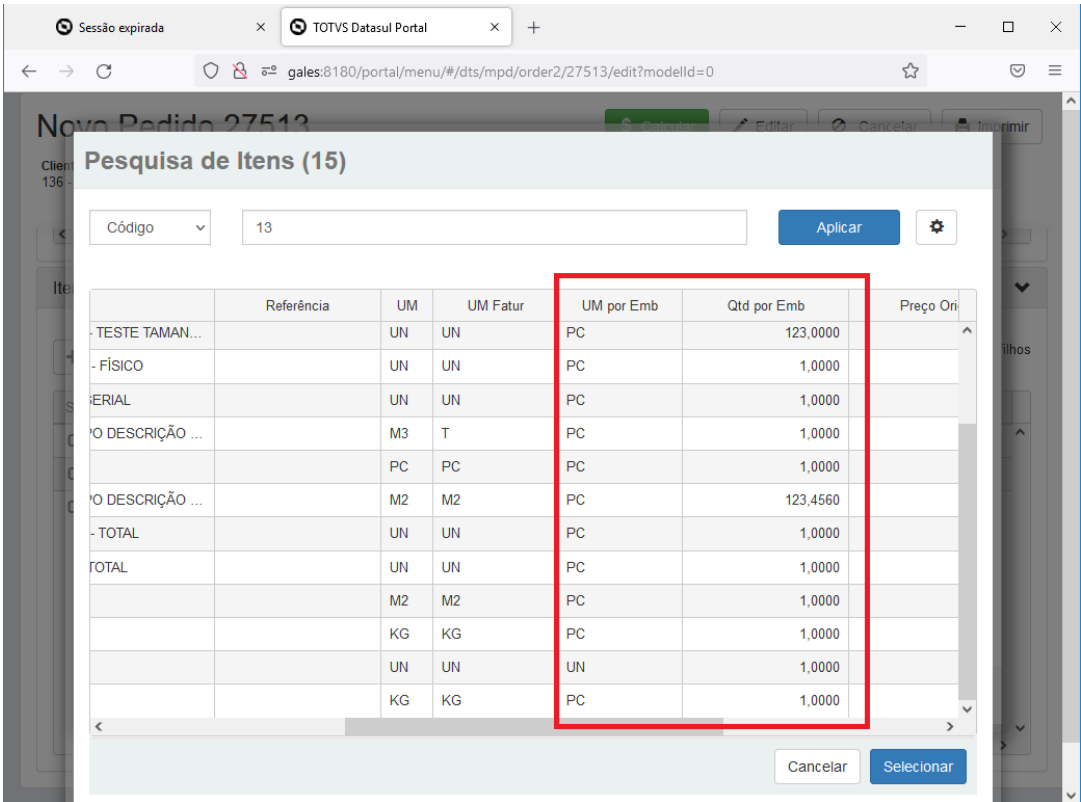 Sessão expirada
TOTVS Datasul Portal
gales:8180/portal/menu/#/dts/mpd/order2/27513/edit?modelId=0
Novo Pedido 27513
$ Calcular Editar Cancelar Imprimir
136 -
Pesquisa de Itens (15)
Código 13 Aplicar
Referência UM UM Fatur UM por Emb Qtd por Emb Preço Ori
- TESTE TAMAN... UN UN PC 123,0000
- FÍSICO UN UN PC 1,0000
SERIAL UN UN PC 1,0000
PO DESCRIÇÃO ... M3 T PC 1,0000
PC PC PC 1,0000
PO DESCRIÇÃO ... M2 M2 PC 123,4560
- TOTAL UN UN PC 1,0000
TOTAL UN UN PC 1,0000
M2 M2 PC 1,0000
KG KG PC 1,0000
UN UN UN 1,0000
KG KG PC 1,0000
Cancelar Selecionar